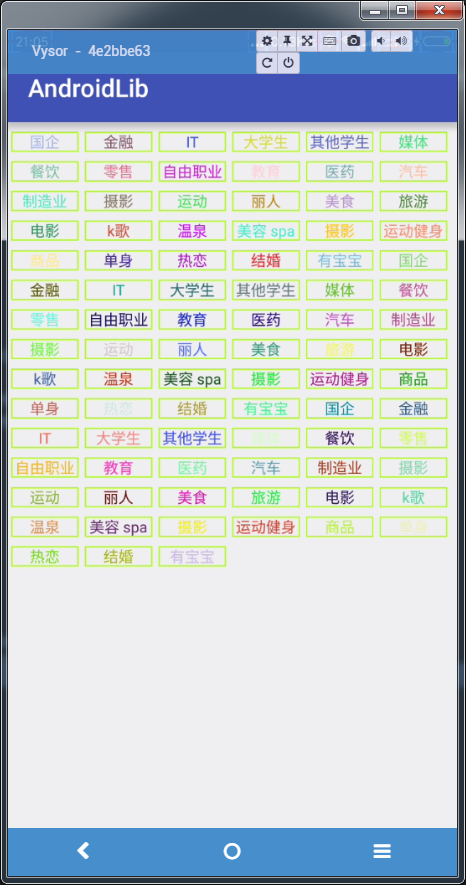 21:05
Vysor - 4e2bbe63
AndroidLib
国企 金融 IT 大学生 其他学生 媒体
餐饮 零售 自由职业 教育 医药 汽车
制造业 摄影 运动 丽人 美食 旅游
电影 k歌 温泉 美容 spa 摄影 运动健身
商品 单身 热恋 结婚 有宝宝 国企
金融 IT 大学生 其他学生 媒体 餐饮
零售 自由职业 教育 医药 汽车 制造业
摄影 运动 丽人 美食 旅游 电影
k歌 温泉 美容 spa 摄影 运动健身 商品
单身 热恋 结婚 有宝宝 国企 金融
IT 大学生 其他学生 餐饮 零售
自由职业 教育 医药 汽车 制造业 摄影
运动 丽人 美食 旅游 电影 k歌
温泉 美容 spa 摄影 运动健身 商品 单身
热恋 结婚 有宝宝